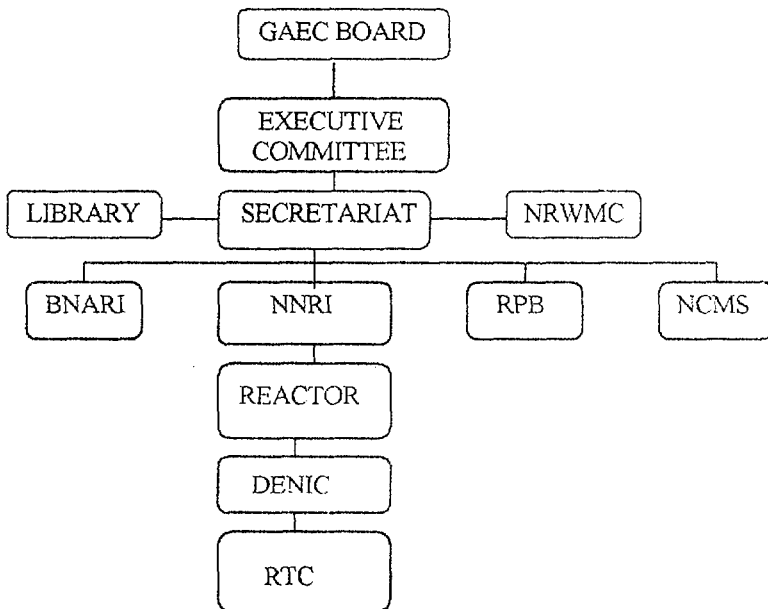 GAEC BOARD
EXECUTIVE
COMMITTEE
LIBRARY
SECRETARIAT
NRWMC
BNARI
NNRI
RPB
NCMS
REACTOR
DENIC
RTC